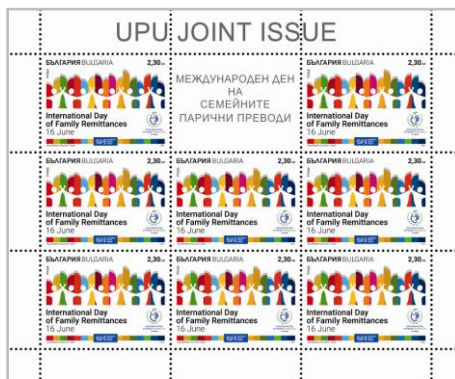 UPU JOINT ISSUE
БЪЛГАРИЯ BULGARIA 2,30
International Day
of Family Remittances
16 June
МЕЖДУНАРОДЕН ДЕН
НА
СЕМЕЙНИТЕ
ПАРИЧНИ ПРЕВОДИ
БЪЛГАРИЯ BULGARIA 2,30
International Day
of Family Remittances
16 June
БЪЛГАРИЯ BULGARIA 2,30
International Day
of Family Remittances
16 June
БЪЛГАРИЯ BULGARIA 2,30
International Day
of Family Remittances
16 June
БЪЛГАРИЯ BULGARIA 2,30
International Day
of Family Remittances
16 June
БЪЛГАРИЯ BULGARIA 2,30
International Day
of Family Remittances
16 June
БЪЛГАРИЯ BULGARIA 2,30
International Day
of Family Remittances
16 June
БЪЛГАРИЯ BULGARIA 2,30
International Day
of Family Remittances
16 June